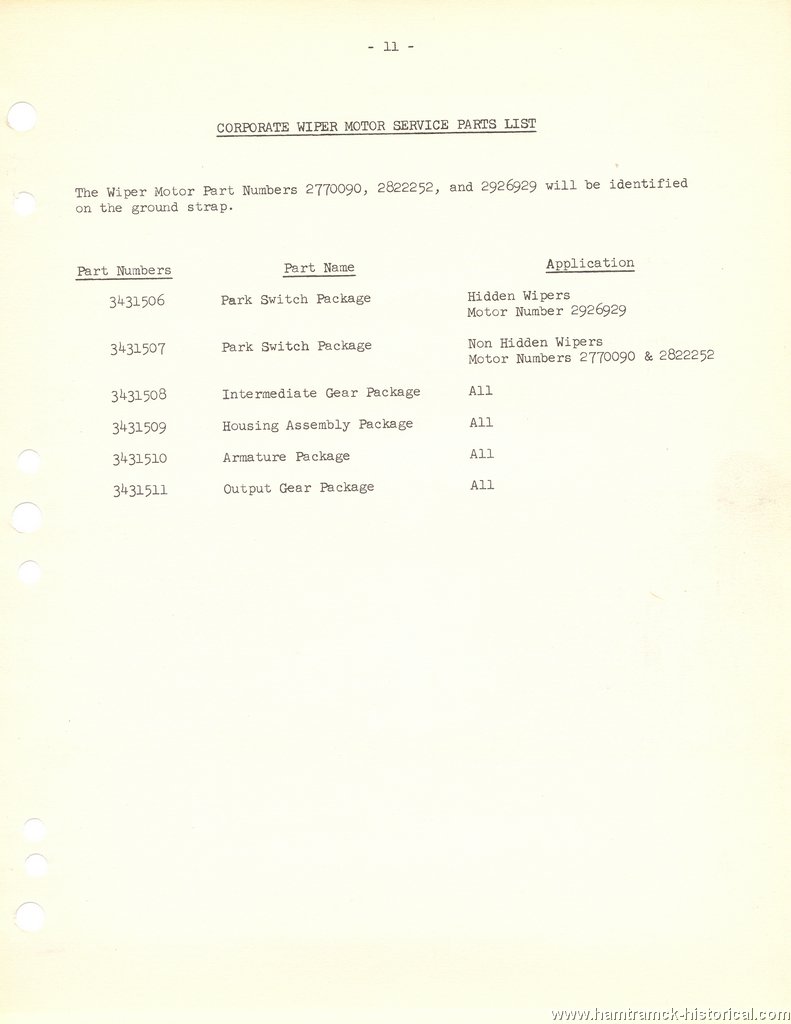 - 11 -
CORPORATE WIPER MOTOR SERVICE PARTS LIST
The Wiper Motor Part Numbers 2770090, 2822252, and 2926929 will be identified
on the ground strap.
Part Numbers Part Name Application
3431506 Park Switch Package Hidden Wipers
Motor Number 2926929
3431507 Park Switch Package Non Hidden Wipers
Motor Numbers 2770090 & 2822252
3431508 Intermediate Gear Package All
3431509 Housing Assembly Package All
3431510 Armature Package All
3431511 Output Gear Package All
www.hamtramck-historical.com